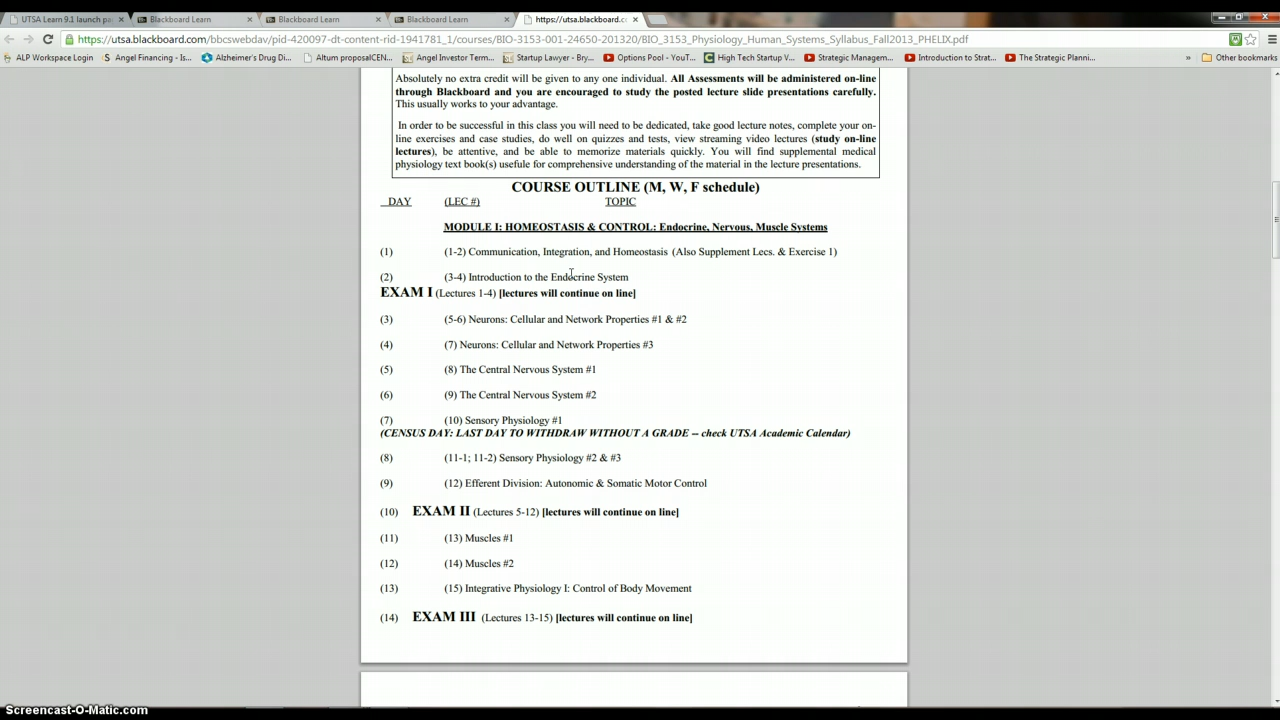 UTSA Learn 9.1 launch pa
Blackboard Learn
Blackboard Learn
Blackboard Learn
https://utsa.blackboard.c
https://utsa.blackboard.com/bbcswebdav/pid-420097-dt-content-rid-1941781_1/courses/BIO-3153-001-24650-201320/BIO_3153_Physiology_Human_Systems_Syllabus_Fall2013_PHELIX.pdf
ALP Workspace Login
Angel Financing - Is...
Alzheimer's Drug Di...
Altum proposalCEN...
Angel Investor Term...
Startup Lawyer - Bry...
Options Pool - YouT...
High Tech Startup V...
Strategic Managem...
Introduction to Strat...
The Strategic Planni...
» Other bookmarks
Absolutely no extra credit will be given to any one individual. All Assessments will be administered on-line
through Blackboard and you are encouraged to study the posted lecture slide presentations carefully.
This usually works to your advantage.
In order to be successful in this class you will need to be dedicated, take good lecture notes, complete your on-
line exercises and case studies, do well on quizzes and tests, view streaming video lectures (study on-line
lectures), be attentive, and be able to memorize materials quickly. You will find supplemental medical
physiology text book(s) usefule for comprehensive understanding of the material in the lecture presentations.
COURSE OUTLINE (M, W, F schedule)
DAY (LEC #) TOPIC
MODULE I: HOMEOSTASIS & CONTROL: Endocrine, Nervous, Muscle Systems
(1) (1-2) Communication, Integration, and Homeostasis (Also Supplement Lecs. & Exercise 1)
(2) (3-4) Introduction to the Endocrine System
EXAM I (Lectures 1-4) [lectures will continue on line]
(3) (5-6) Neurons: Cellular and Network Properties #1 & #2
(4) (7) Neurons: Cellular and Network Properties #3
(5) (8) The Central Nervous System #1
(6) (9) The Central Nervous System #2
(7) (10) Sensory Physiology #1
(CENSUS DAY: LAST DAY TO WITHDRAW WITHOUT A GRADE -- check UTSA Academic Calendar)
(8) (11-1; 11-2) Sensory Physiology #2 & #3
(9) (12) Efferent Division: Autonomic & Somatic Motor Control
(10) EXAM II (Lectures 5-12) [lectures will continue on line]
(11) (13) Muscles #1
(12) (14) Muscles #2
(13) (15) Integrative Physiology I: Control of Body Movement
(14) EXAM III (Lectures 13-15) [lectures will continue on line]
Screencast-O-Matic.com